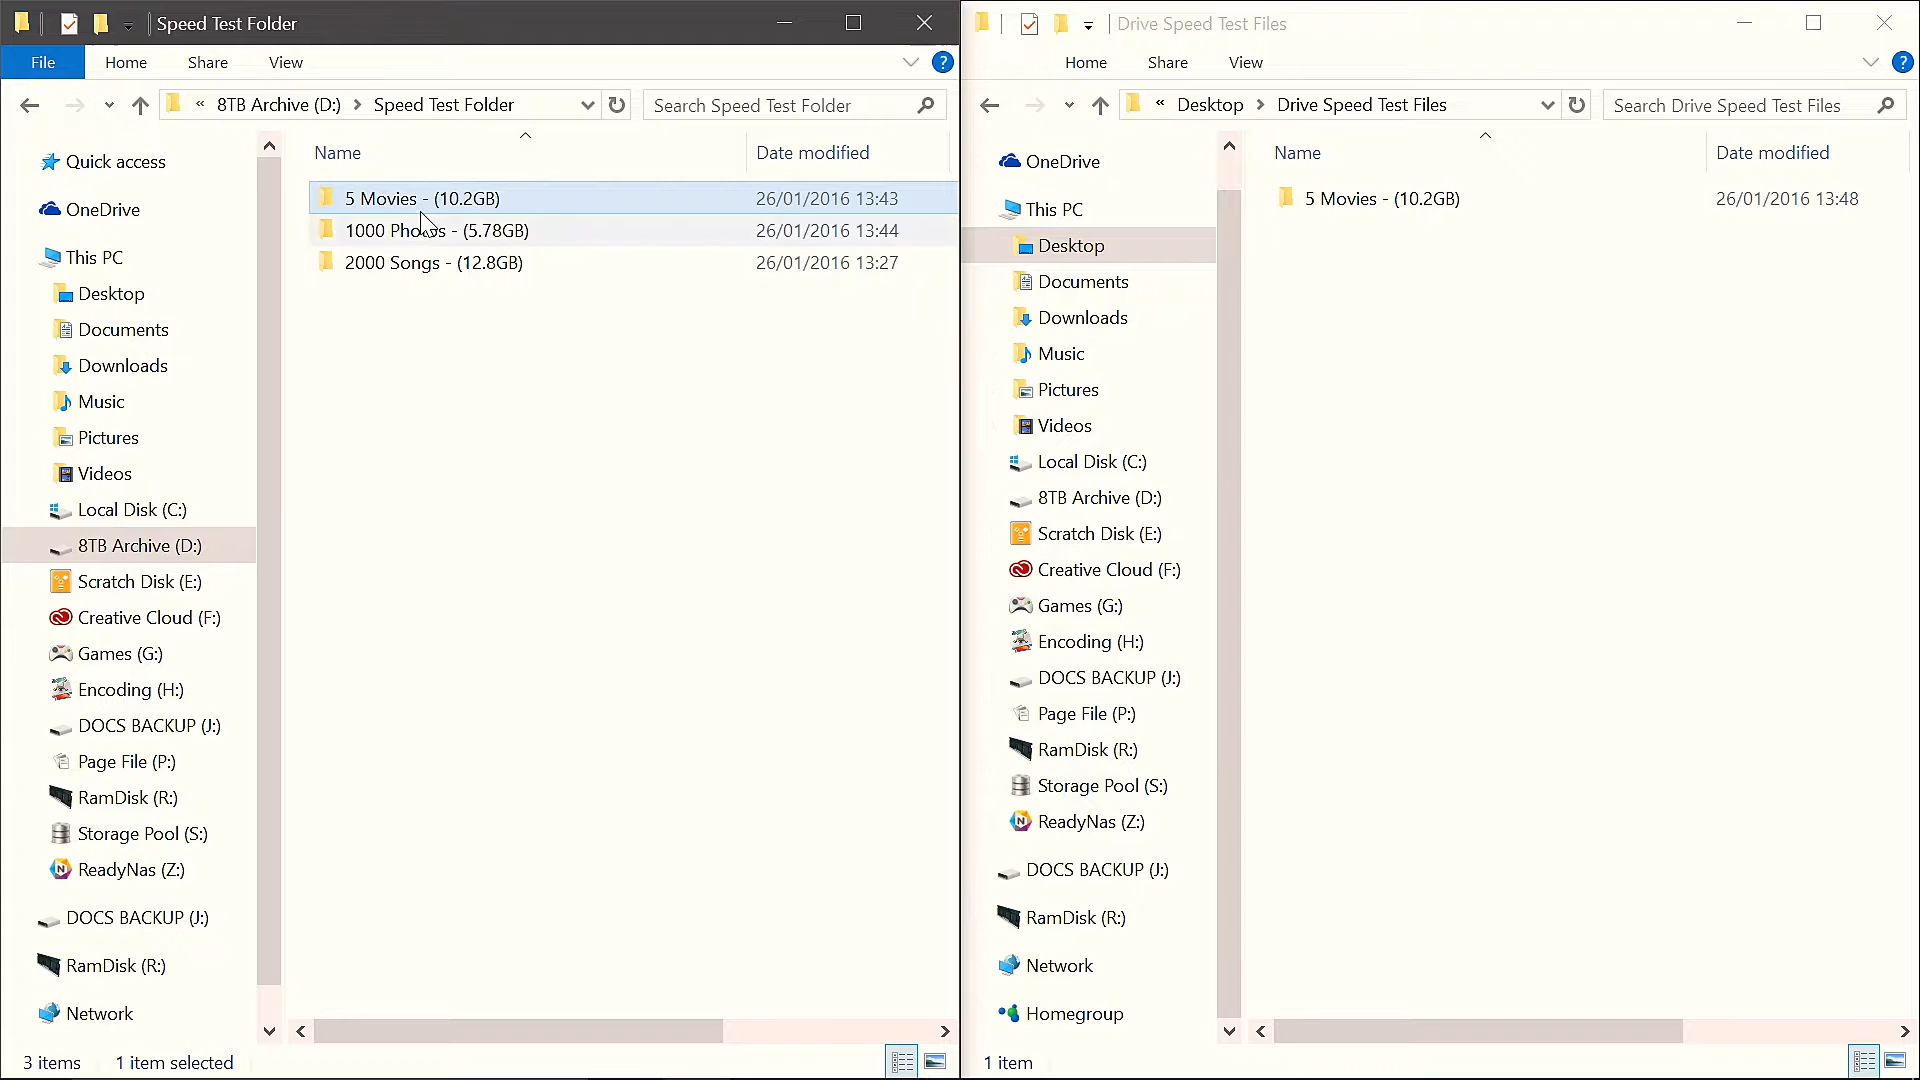 Speed Test Folder
File Home Share View
« 8TB Archive (D:) > Speed Test Folder
Search Speed Test Folder
Name Date modified
5 Movies - (10.2GB) 26/01/2016 13:43
1000 Photos - (5.78GB) 26/01/2016 13:44
2000 Songs - (12.8GB) 26/01/2016 13:27
Quick access
OneDrive
This PC
Desktop
Documents
Downloads
Music
Pictures
Videos
Local Disk (C:)
8TB Archive (D:)
Scratch Disk (E:)
Creative Cloud (F:)
Games (G:)
Encoding (H:)
DOCS BACKUP (J:)
Page File (P:)
RamDisk (R:)
Storage Pool (S:)
ReadyNas (Z:)
DOCS BACKUP (J:)
RamDisk (R:)
Network
3 items 1 item selected
Drive Speed Test Files
Home Share View
« Desktop > Drive Speed Test Files
Search Drive Speed Test Files
Name Date modified
5 Movies - (10.2GB) 26/01/2016 13:48
OneDrive
This PC
Desktop
Documents
Downloads
Music
Pictures
Videos
Local Disk (C:)
8TB Archive (D:)
Scratch Disk (E:)
Creative Cloud (F:)
Games (G:)
Encoding (H:)
DOCS BACKUP (J:)
Page File (P:)
RamDisk (R:)
Storage Pool (S:)
ReadyNas (Z:)
DOCS BACKUP (J:)
RamDisk (R:)
Network
Homegroup
1 item